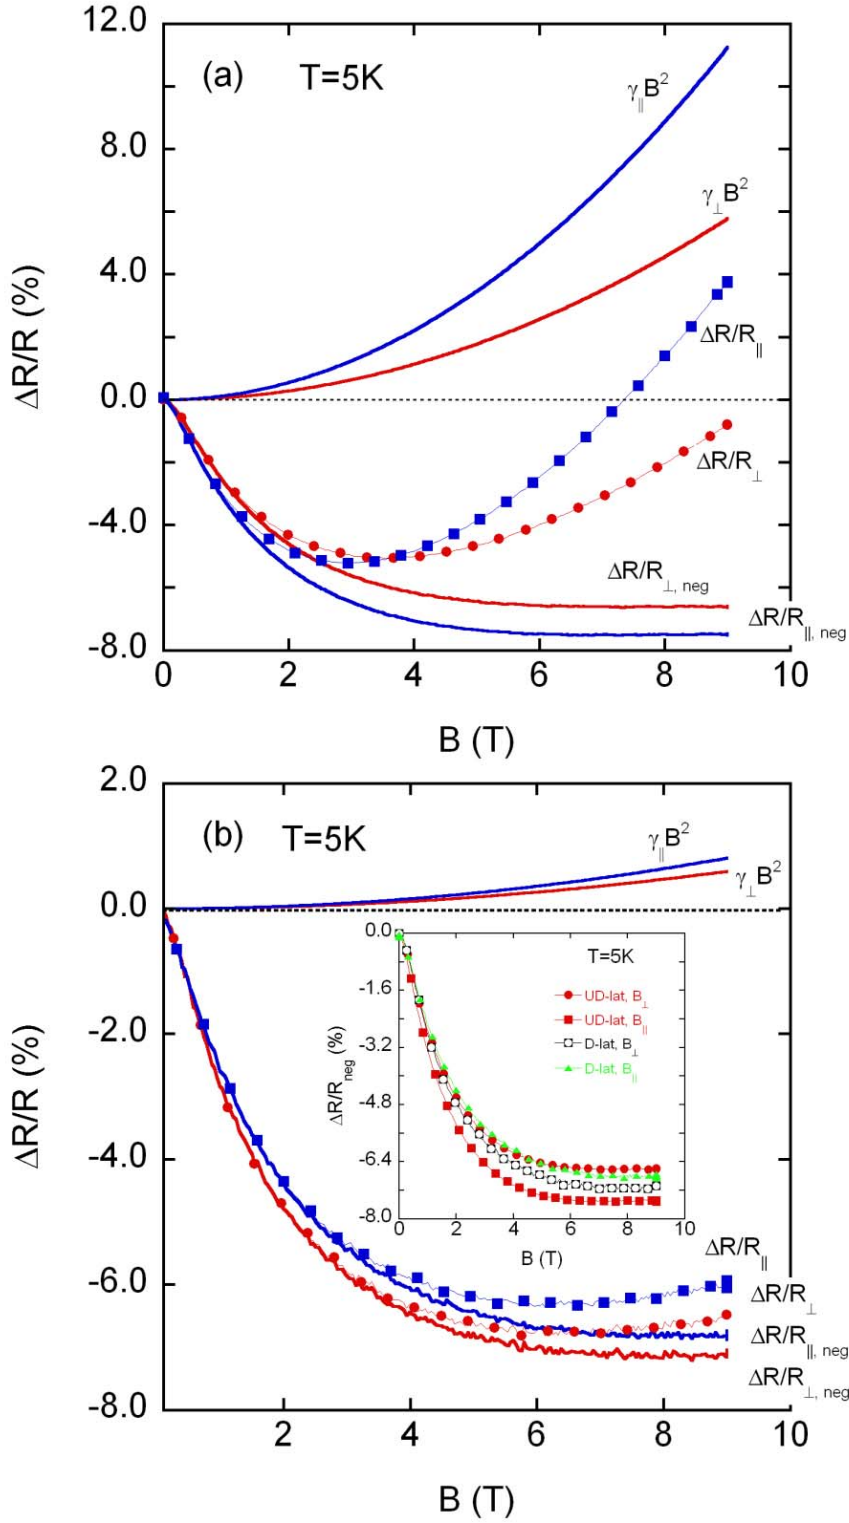 12.0
(a) T=5K
γ∥B²
8.0
γ⊥B²
4.0
ΔR/R∥
ΔR/R (%)
0.0
ΔR/R⊥
-4.0
ΔR/R⊥, neg
ΔR/R∥, neg
-8.0
0 2 4 6 8 10
B (T)
2.0
(b) T=5K
γ∥B²
γ⊥B²
0.0
0.0
T=5K
-1.6
UD-lat, B⊥
UD-lat, B∥
-3.2
D-lat, B⊥
D-lat, B∥
ΔR/Rneg (%)
-4.8
-6.4
-8.0
0 2 4 6 8 10
B (T)
-2.0
ΔR/R (%)
-4.0
-6.0
ΔR/R∥
ΔR/R⊥
ΔR/R∥, neg
ΔR/R⊥, neg
-8.0
2 4 6 8 10
B (T)